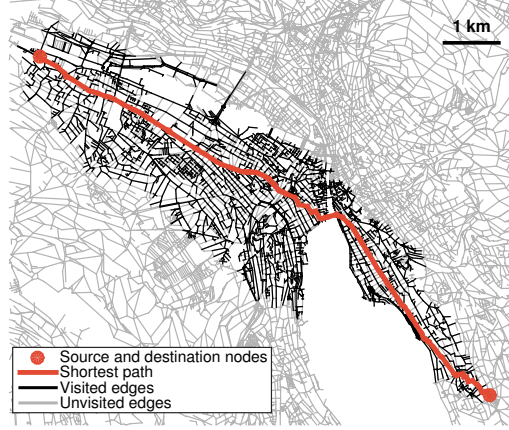 1 km
Source and destination nodes
Shortest path
Visited edges
Unvisited edges